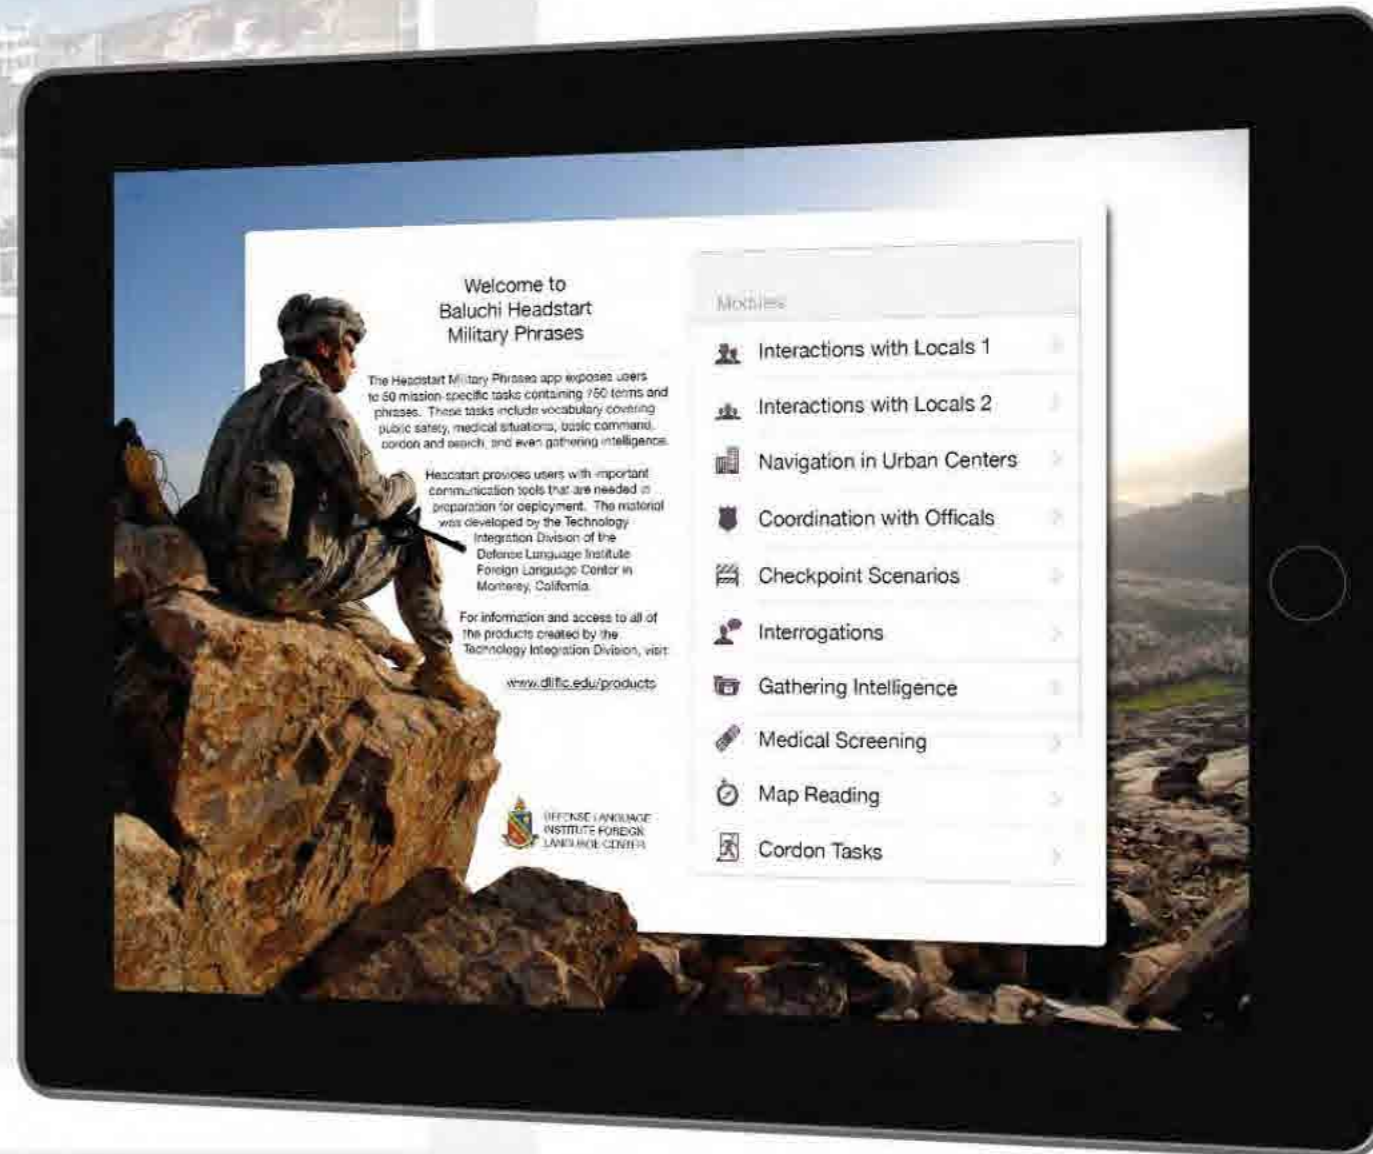 Welcome to
Baluchi Headstart
Military Phrases
The Headstart Military Phrases app exposes users
to 50 mission-specific tasks containing 750 terms and
phrases. These tasks include vocabulary covering
public safety, medical situations, basic command,
cordon and search, and even gathering intelligence.
Headstart provides users with important
communication tools that are needed in
preparation for deployment. The material
was developed by the Technology
Integration Division of the
Defense Language Institute
Foreign Language Center in
Monterey, California.
For information and access to all of
the products created by the
Technology Integration Division, visit
www.dliflc.edu/products
DEFENSE LANGUAGE
INSTITUTE FOREIGN
LANGUAGE CENTER
Modules
Interactions with Locals 1
Interactions with Locals 2
Navigation in Urban Centers
Coordination with Officals
Checkpoint Scenarios
Interrogations
Gathering Intelligence
Medical Screening
Map Reading
Cordon Tasks